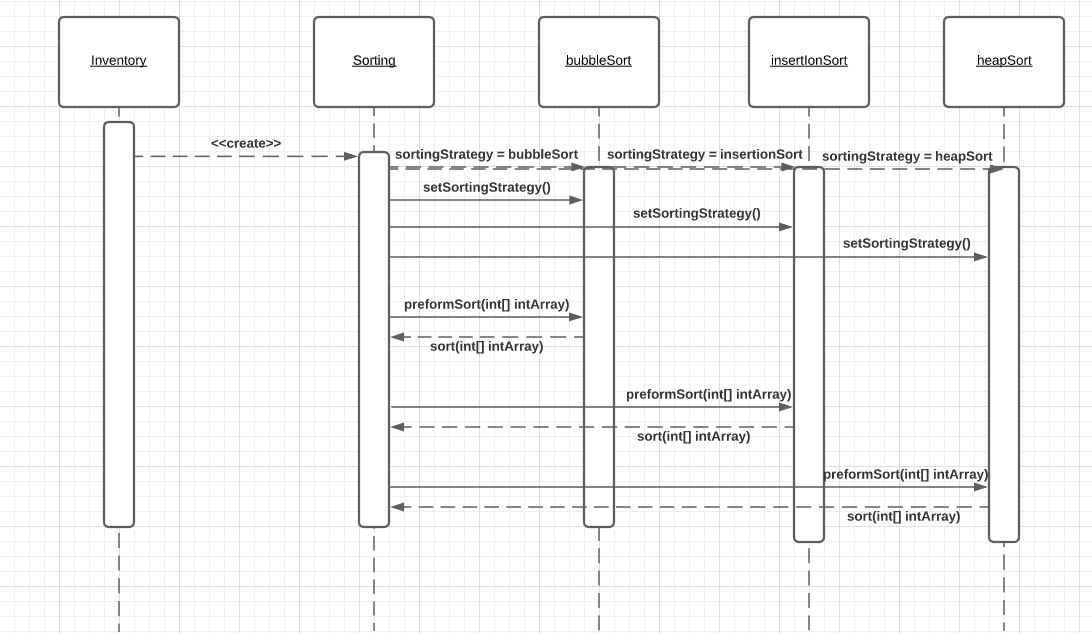 Inventory
Sorting
bubbleSort
insertIonSort
heapSort
<<create>>
sortingStrategy = bubbleSort
sortingStrategy = insertionSort
sortingStrategy = heapSort
setSortingStrategy()
setSortingStrategy()
setSortingStrategy()
preformSort(int[] intArray)
sort(int[] intArray)
preformSort(int[] intArray)
sort(int[] intArray)
preformSort(int[] intArray)
sort(int[] intArray)